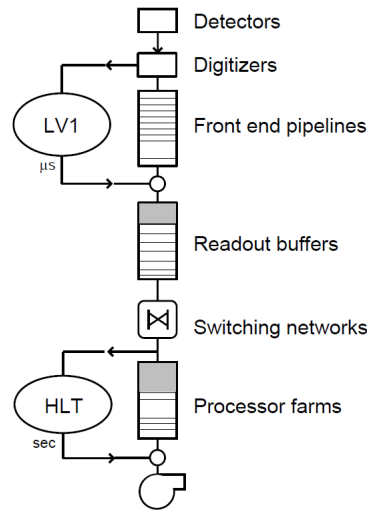 Detectors
Digitizers
LV1
Front end pipelines
μs
Readout buffers
Switching networks
HLT
Processor farms
sec